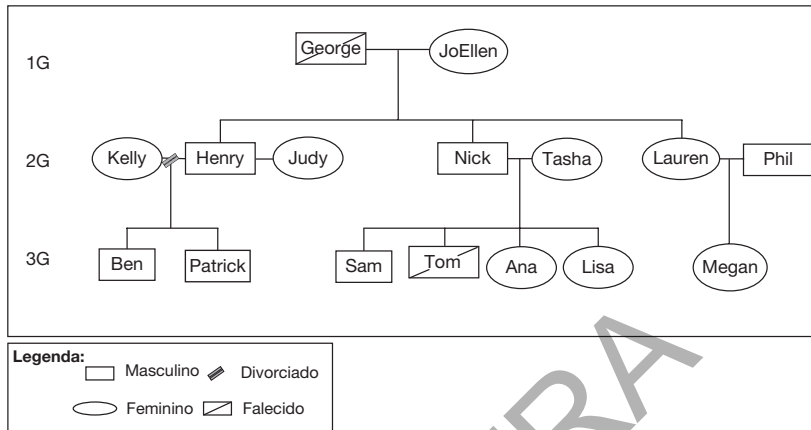 1G George JoEllen
2G Kelly Henry Judy Nick Tasha Lauren Phil
3G Ben Patrick Sam Tom Ana Lisa Megan
Legenda:
Masculino Divorciado
Feminino Falecido